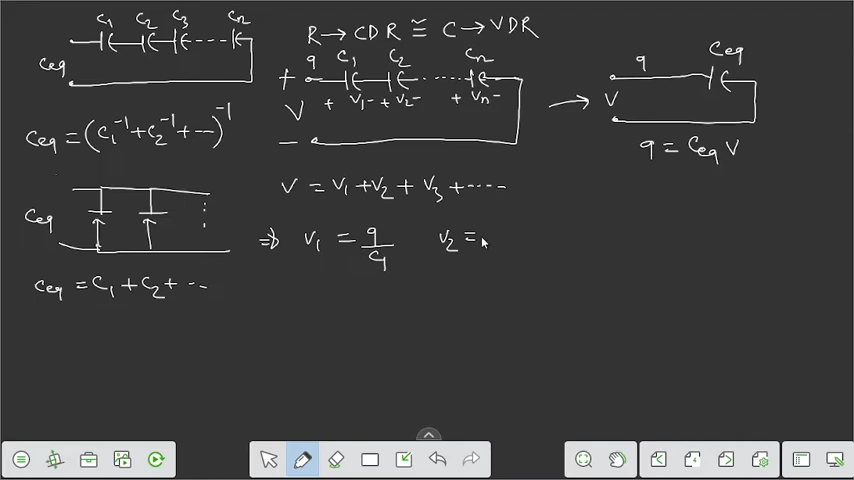 C₁ C₂ C₃ Cₙ
Ceq
Ceq = (C₁⁻¹ + C₂⁻¹ + ---)⁻¹
Ceq
Ceq = C₁ + C₂ + ···
R → CDR ≅ C → VDR
+ q C₁ C₂ Cₙ
V + V₁ - + V₂ - + Vₙ -
-
V = V₁ + V₂ + V₃ + ----
⇒ V₁ = q/C₁ V₂ =
→
q Ceq
V
q = Ceq V
4